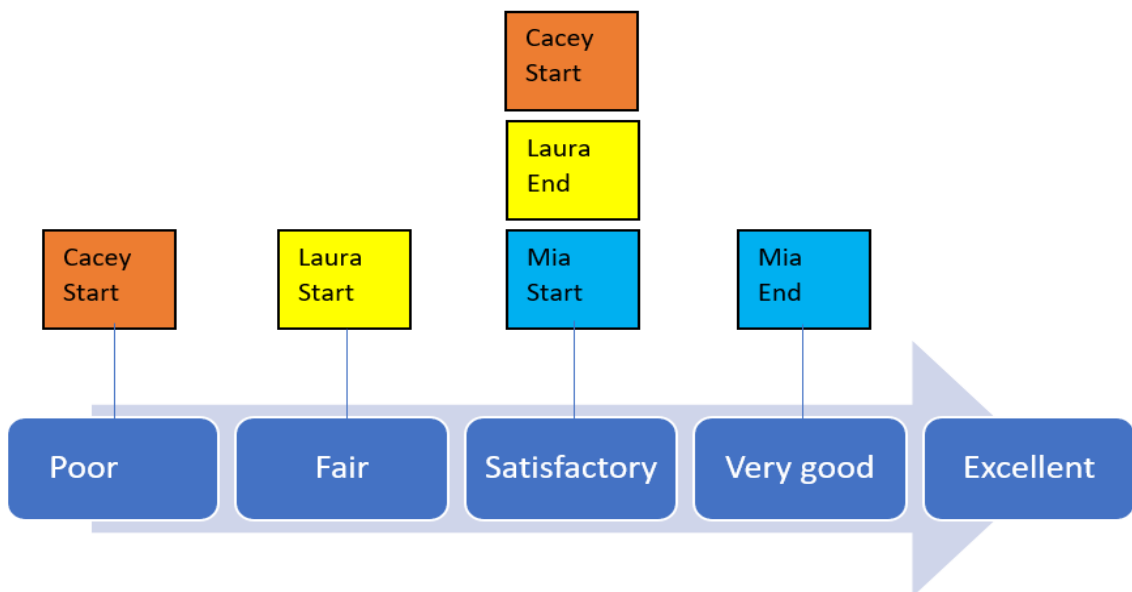 Cacey
Start
Laura
End
Cacey
Start
Laura
Start
Mia
Start
Mia
End
Poor
Fair
Satisfactory
Very good
Excellent